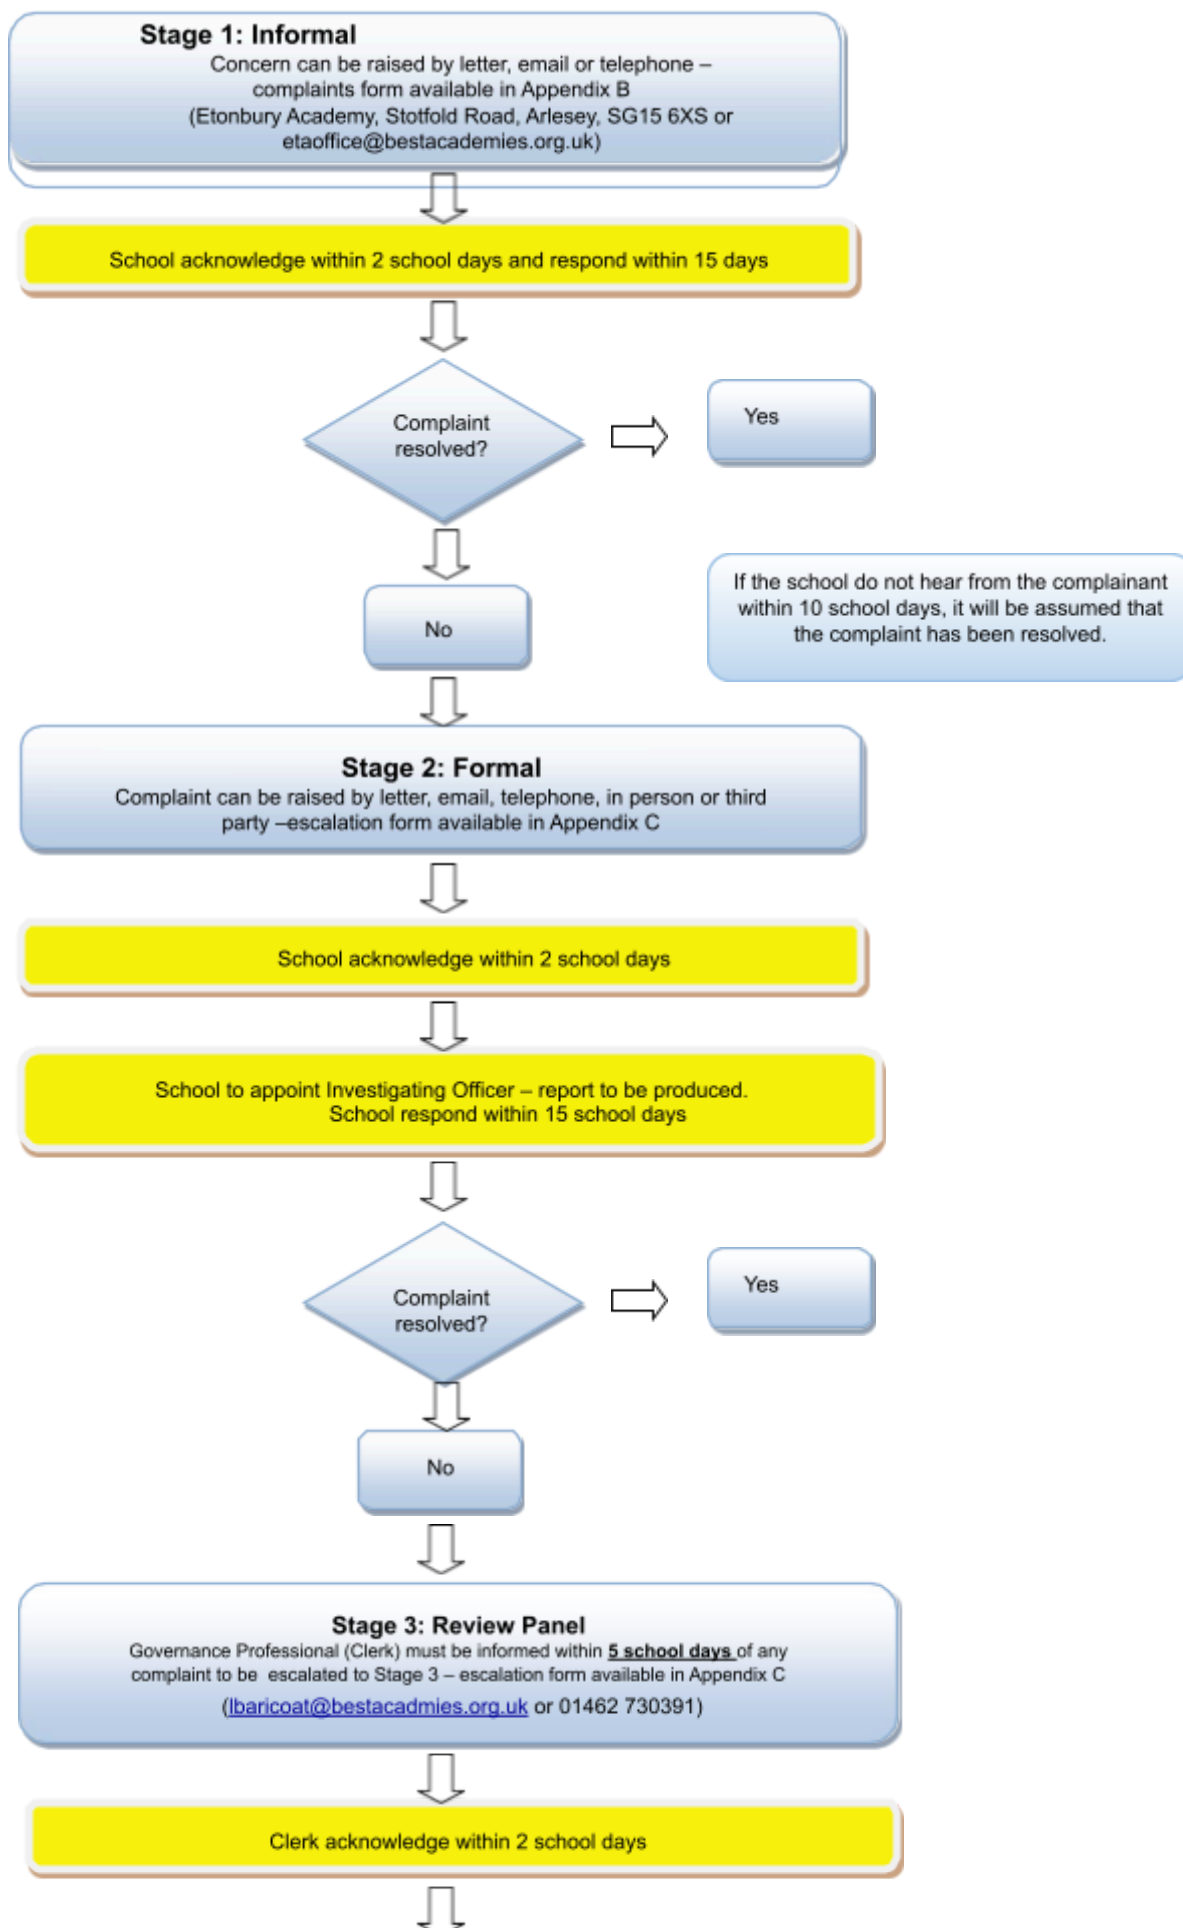 Stage 1: Informal
Concern can be raised by letter, email or telephone –
complaints form available in Appendix B
(Etonbury Academy, Stotfold Road, Arlesey, SG15 6XS or
etaoffice@bestacademies.org.uk)
School acknowledge within 2 school days and respond within 15 days
Complaint
resolved?
Yes
No
If the school do not hear from the complainant
within 10 school days, it will be assumed that
the complaint has been resolved.
Stage 2: Formal
Complaint can be raised by letter, email, telephone, in person or third
party –escalation form available in Appendix C
School acknowledge within 2 school days
School to appoint Investigating Officer – report to be produced.
School respond within 15 school days
Complaint
resolved?
Yes
No
Stage 3: Review Panel
Governance Professional (Clerk) must be informed within 5 school days of any
complaint to be escalated to Stage 3 – escalation form available in Appendix C
(lbaricoat@bestacadmies.org.uk or 01462 730391)
Clerk acknowledge within 2 school days